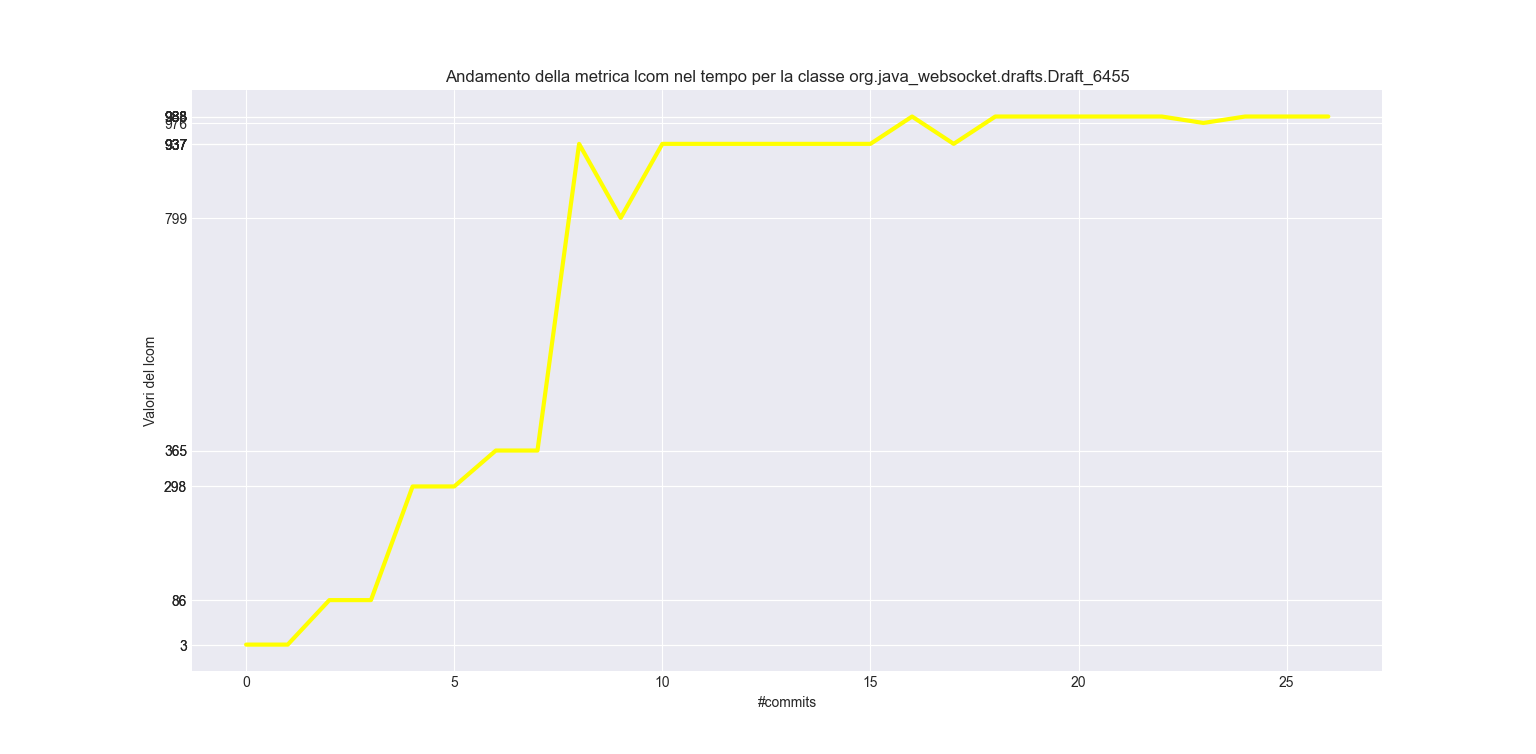 Andamento della metrica lcom nel tempo per la classe org.java_websocket.drafts.Draft_6455
976
937
799
365
298
86
3
Valori del lcom
0 5 10 15 20 25
#commits